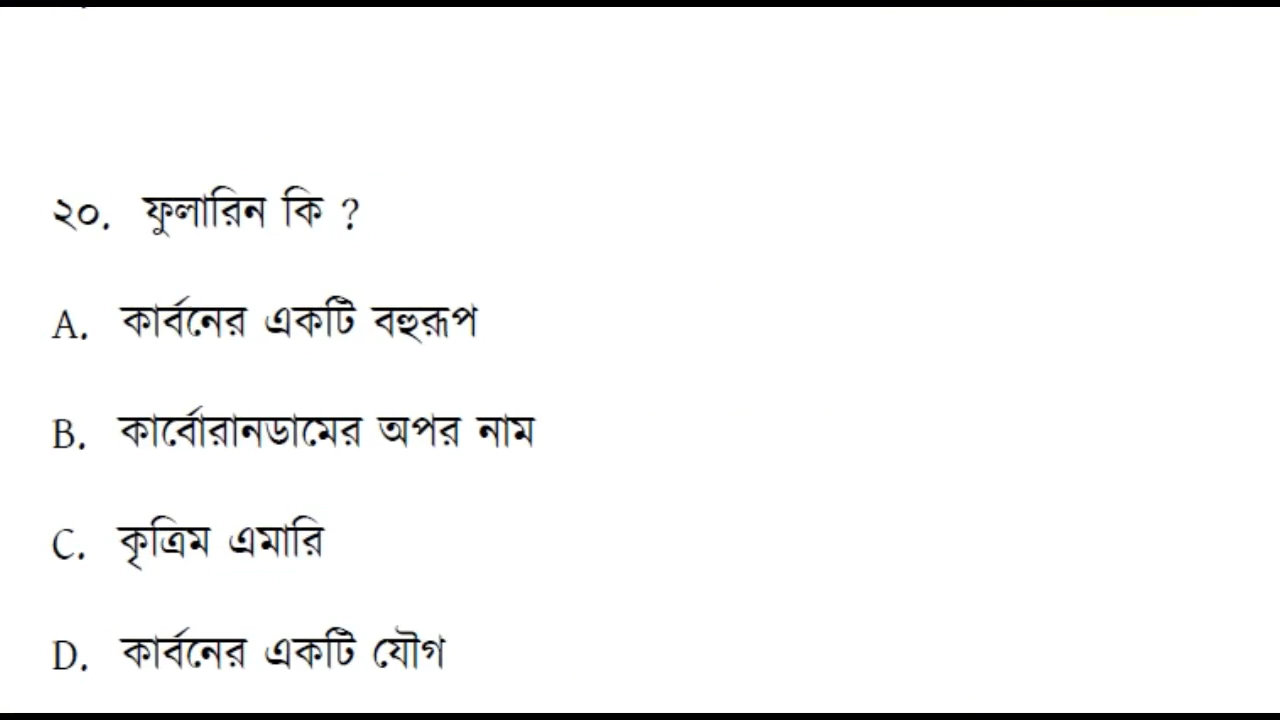 ২০. ফুলারিন কি ?
A. কার্বনের একটি বহুরূপ
B. কার্বোরানডামের অপর নাম
C. কৃত্রিম এমারি
D. কার্বনের একটি যৌগ